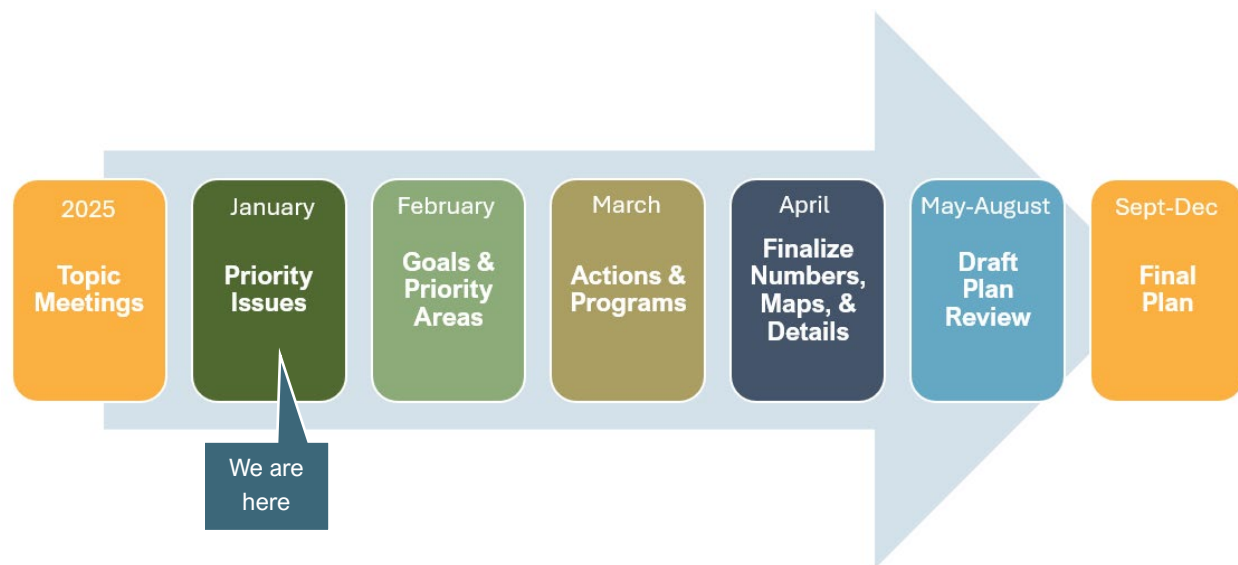 2025
Topic
Meetings
January
Priority
Issues
February
Goals &
Priority
Areas
March
Actions &
Programs
April
Finalize
Numbers,
Maps, &
Details
May-August
Draft
Plan
Review
Sept-Dec
Final
Plan
We are
here